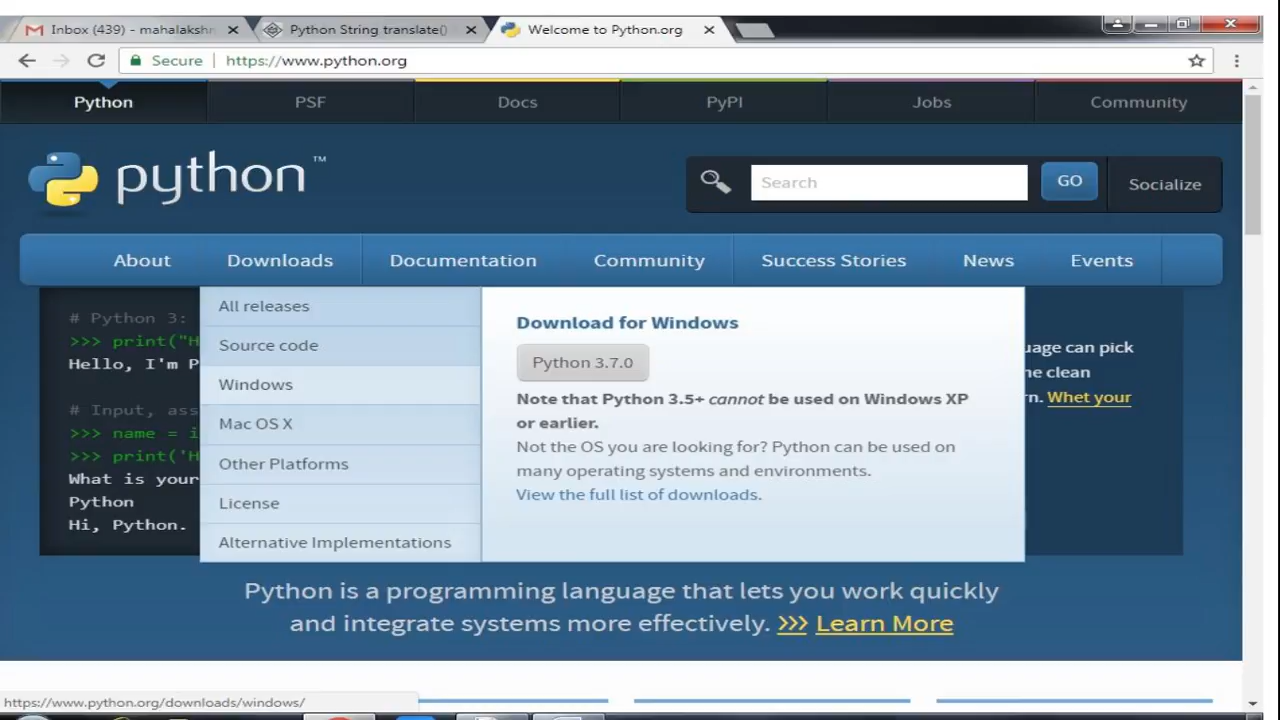 Inbox (439) - mahalakshm
Python String translate()
Welcome to Python.org
Secure
https://www.python.org
Python
PSF
Docs
PyPI
Jobs
Community
python™
Search
GO
Socialize
About
Downloads
Documentation
Community
Success Stories
News
Events
# Python 3:
>>> print("H
Hello, I'm P
# Input, ass
>>> name = i
>>> print('H
What is your
Python
Hi, Python.
All releases
Source code
Windows
Mac OS X
Other Platforms
License
Alternative Implementations
Download for Windows
Python 3.7.0
Note that Python 3.5+ cannot be used on Windows XP
or earlier.
Not the OS you are looking for? Python can be used on
many operating systems and environments.
View the full list of downloads.
uage can pick
he clean
n. Whet your
Python is a programming language that lets you work quickly
and integrate systems more effectively. >>> Learn More
https://www.python.org/downloads/windows/